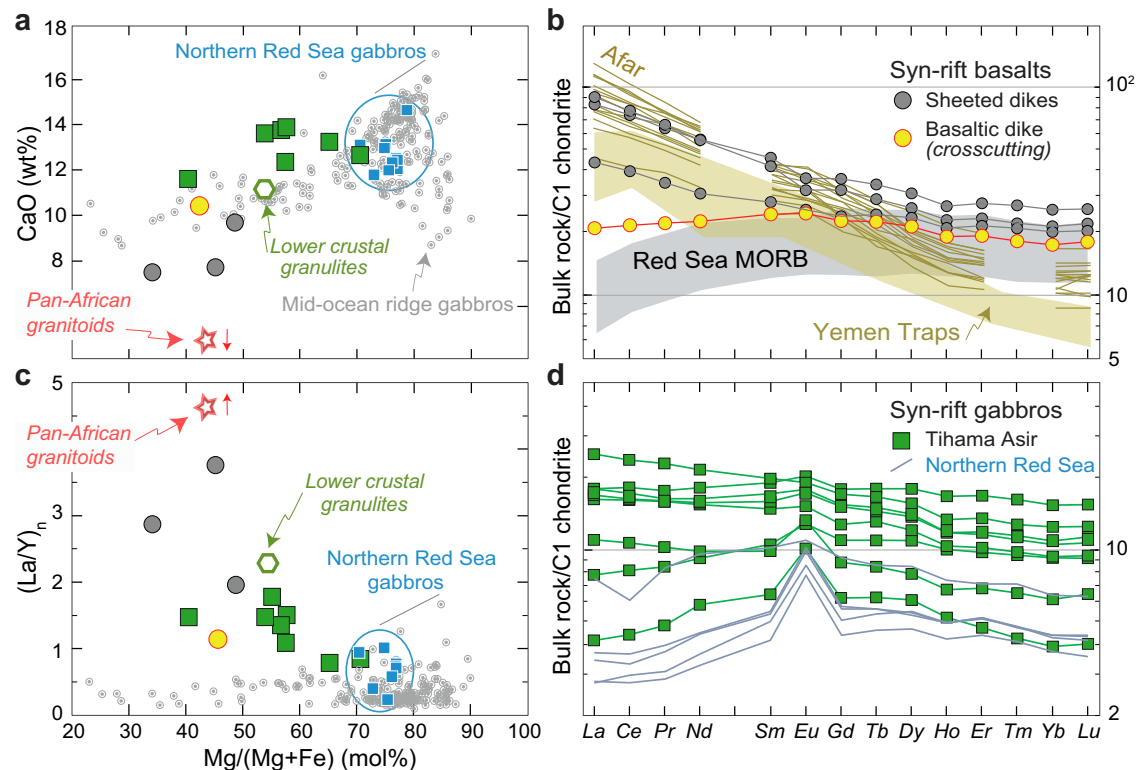 a
18
16
14
12
10
8
6
CaO (wt%)
Northern Red Sea gabbros
Lower crustal
granulites
Mid-ocean ridge gabbros
Pan-African
granitoids
b
Bulk rock/C1 chondrite
Afar
Syn-rift basalts
Sheeted dikes
Basaltic dike
(crosscutting)
Red Sea MORB
Yemen Traps
10²
10
5
c
5
4
3
2
1
0
(La/Y)n
Pan-African
granitoids
Lower crustal
granulites
Northern Red Sea
gabbros
20 30 40 50 60 70 80 90 100
Mg/(Mg+Fe) (mol%)
d
Bulk rock/C1 chondrite
Syn-rift gabbros
Tihama Asir
Northern Red Sea
10
2
La Ce Pr Nd Sm Eu Gd Tb Dy Ho Er Tm Yb Lu